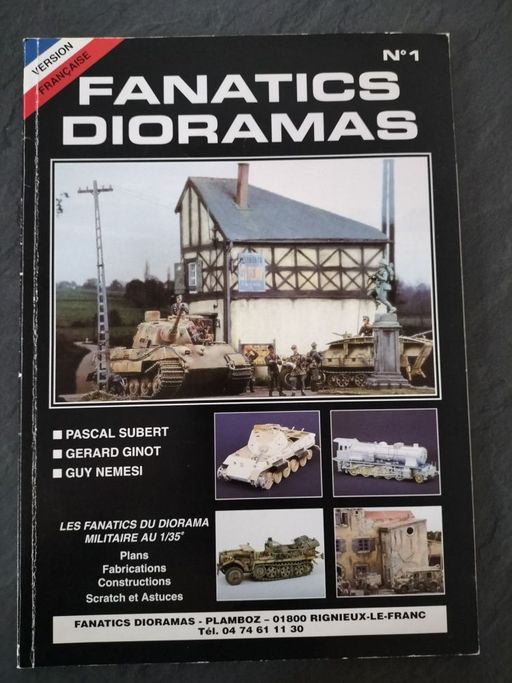 VERSION
FRANÇAISE
N° 1
FANATICS
DIORAMAS
PASCAL SUBERT
GERARD GINOT
GUY NEMESI
LES FANATICS DU DIORAMA
MILITAIRE AU 1/35e
Plans
Fabrications
Constructions
Scratch et Astuces
FANATICS DIORAMAS - PLAMBOZ – 01800 RIGNIEUX-LE-FRANC
Tél. 04 74 61 11 30